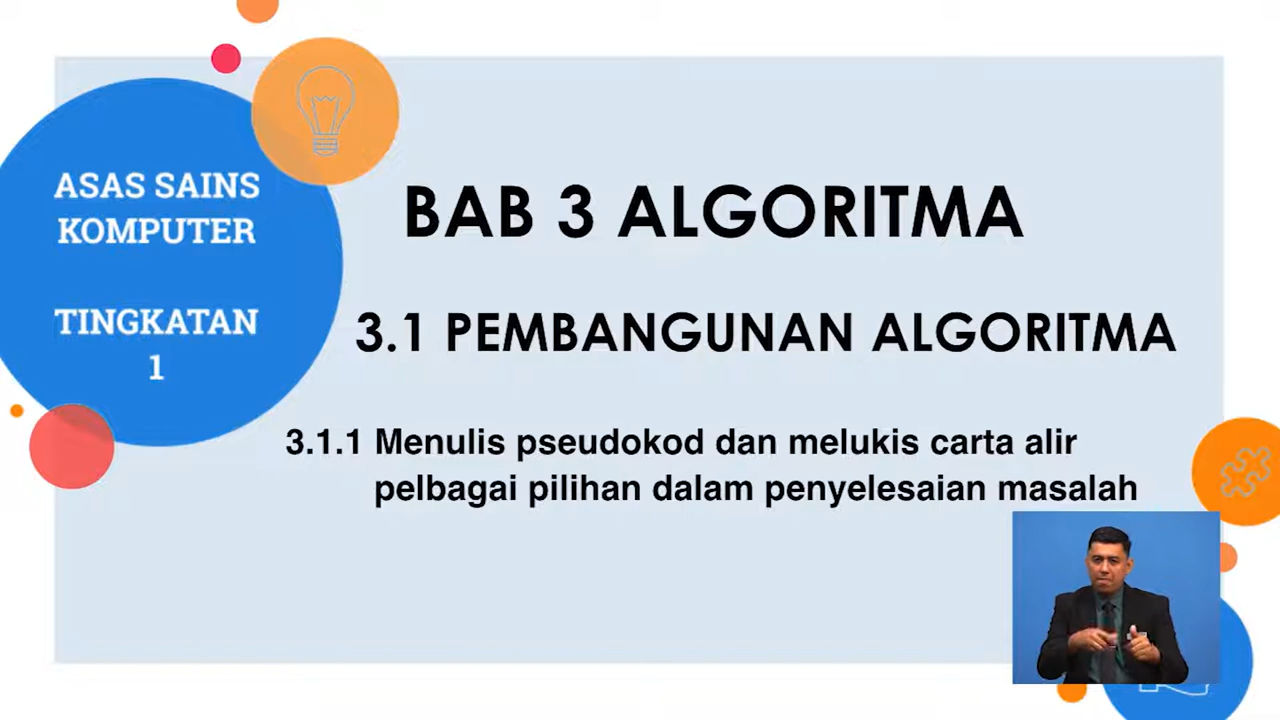 ASAS SAINS
KOMPUTER
TINGKATAN
1
BAB 3 ALGORITMA
3.1 PEMBANGUNAN ALGORITMA
3.1.1 Menulis pseudokod dan melukis carta alir
pelbagai pilihan dalam penyelesaian masalah